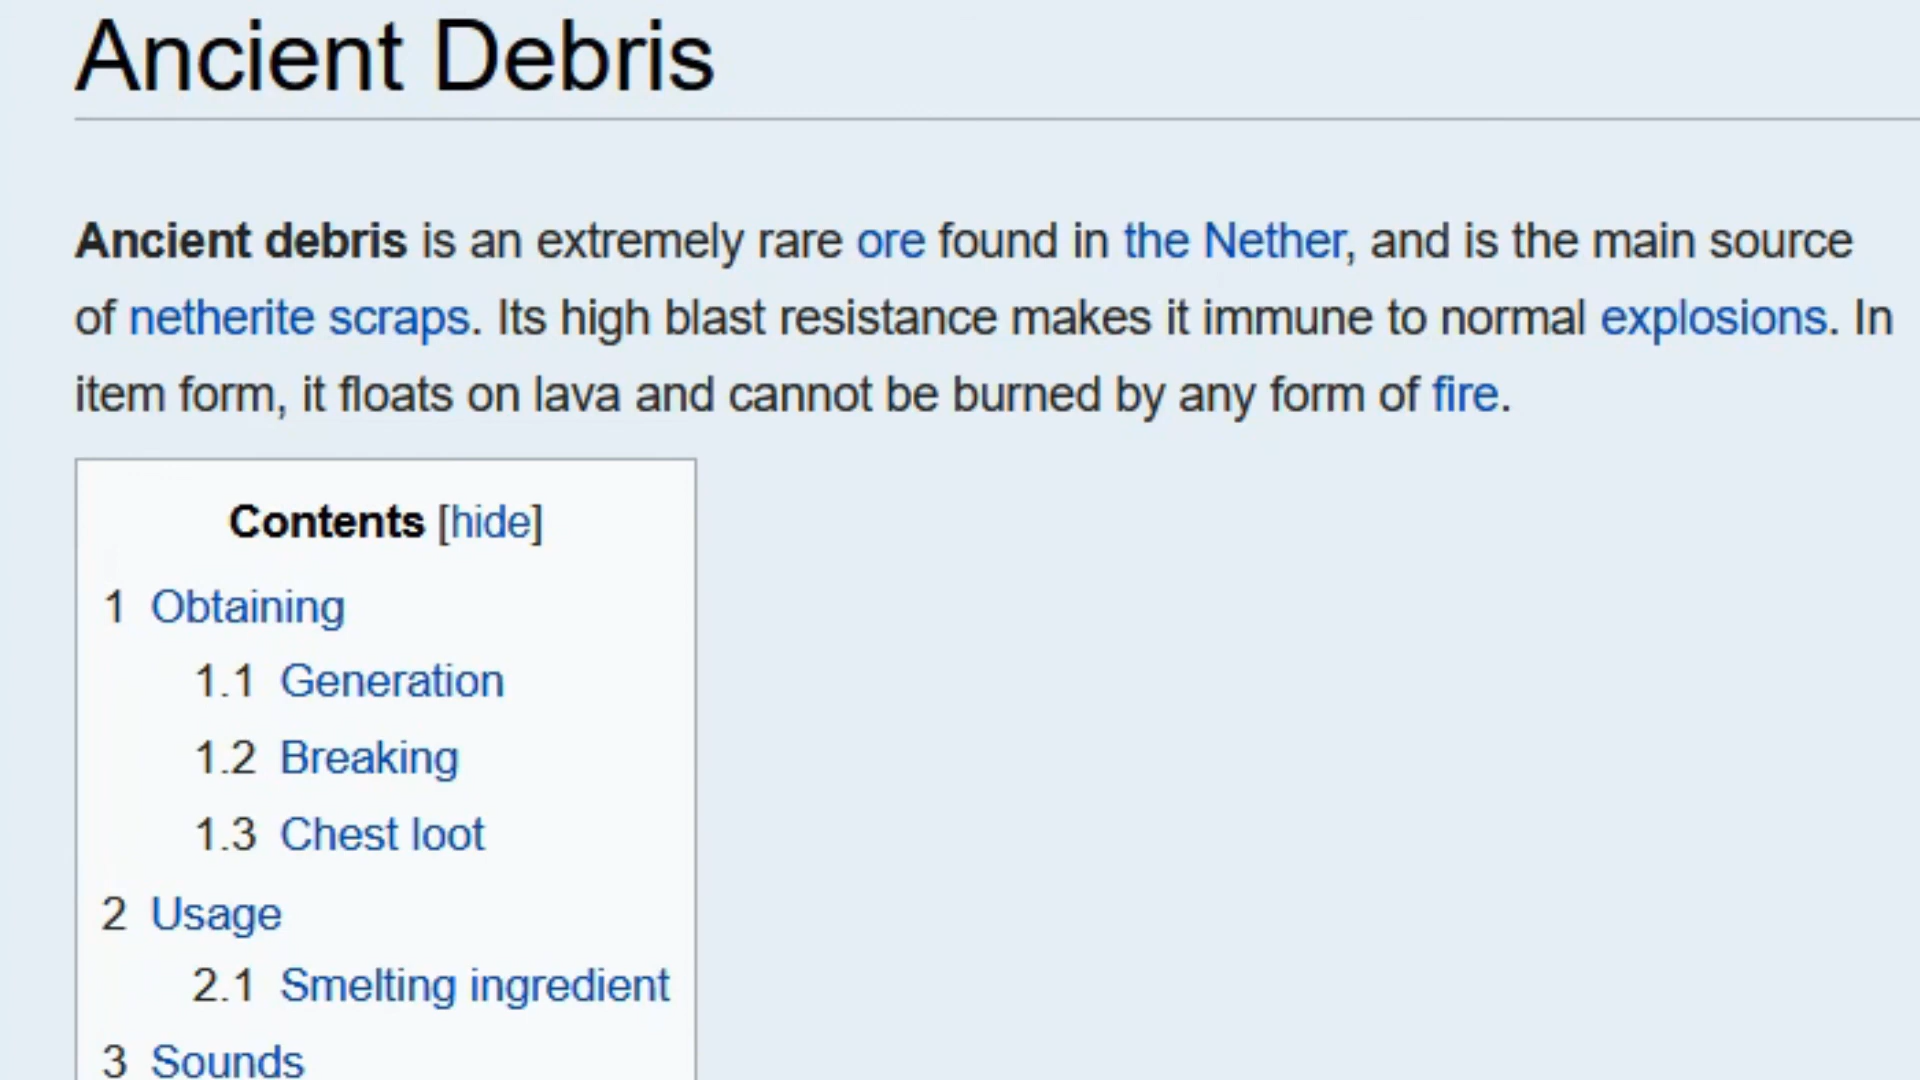 Ancient Debris
Ancient debris is an extremely rare ore found in the Nether, and is the main source
of netherite scraps. Its high blast resistance makes it immune to normal explosions. In
item form, it floats on lava and cannot be burned by any form of fire.
Contents [hide]
1 Obtaining
1.1 Generation
1.2 Breaking
1.3 Chest loot
2 Usage
2.1 Smelting ingredient
3 Sounds